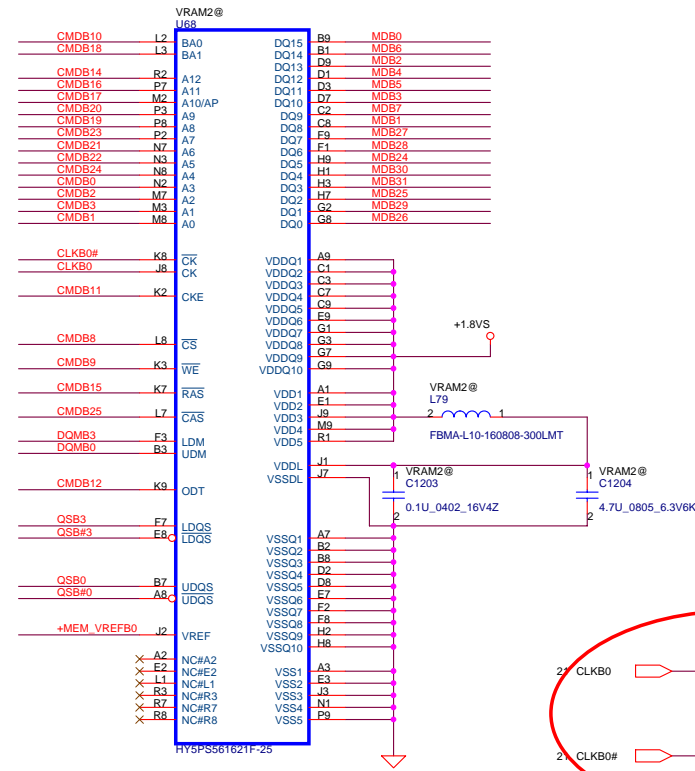 VRAM2@
U68
CMDB10 L2 BA0 DQ15 B9 MDB0
CMDB18 L3 BA1 DQ14 B1 MDB6
DQ13 D9 MDB2
CMDB14 R2 A12 DQ12 D1 MDB4
CMDB16 P7 A11 DQ11 D3 MDB5
CMDB17 M2 A10/AP DQ10 D7 MDB3
CMDB20 P3 A9 DQ9 C2 MDB7
CMDB19 P8 A8 DQ8 C8 MDB1
CMDB23 P2 A7 DQ7 F9 MDB27
CMDB21 N7 A6 DQ6 F1 MDB28
CMDB22 N3 A5 DQ5 H9 MDB24
CMDB24 N8 A4 DQ4 H1 MDB30
CMDB0 N2 A3 DQ3 H3 MDB31
CMDB2 M7 A2 DQ2 H7 MDB25
CMDB3 M3 A1 DQ1 G2 MDB29
CMDB1 M8 A0 DQ0 G8 MDB26
CLKB0# K8 CK VDDQ1 A9
CLKB0 J8 CK VDDQ2 C1
VDDQ3 C3
CMDB11 K2 CKE VDDQ4 C7
VDDQ5 C9
VDDQ6 E9
VDDQ7 G1
+1.8VS
CMDB8 L8 CS VDDQ8 G3
VDDQ9 G7
CMDB9 K3 WE VDDQ10 G9
CMDB15 K7 RAS VDD1 A1
VRAM2@
VDD2 E1
L79
CMDB25 L7 CAS VDD3 J9 2 1
VDD4 M9
DQMB3 F3 LDM VDD5 R1
FBMA-L10-160808-300LMT
DQMB0 B3 UDM
VDDL J1
VSSDL J7
1 VRAM2@ 1 VRAM2@
CMDB12 K9 ODT
C1203 C1204
0.1U_0402_16V4Z 4.7U_0805_6.3V6K
2 2
QSB3 F7 LDQS
QSB#3 E8 LDQS VSSQ1 A7
VSSQ2 B2
VSSQ3 B8
VSSQ4 D2
QSB0 B7 UDQS VSSQ5 D8
QSB#0 A8 UDQS VSSQ6 E7
VSSQ7 F2
VSSQ8 F8
+MEM_VREFB0 J2 VREF VSSQ9 H2
VSSQ10 H8
A2 NC#A2
E2 NC#E2 VSS1 A3
L1 NC#L1 VSS2 E3
R3 NC#R3 VSS3 J3
R7 NC#R7 VSS4 N1
R8 NC#R8 VSS5 P9
HY5PS561621F-25
21 CLKB0
21 CLKB0#